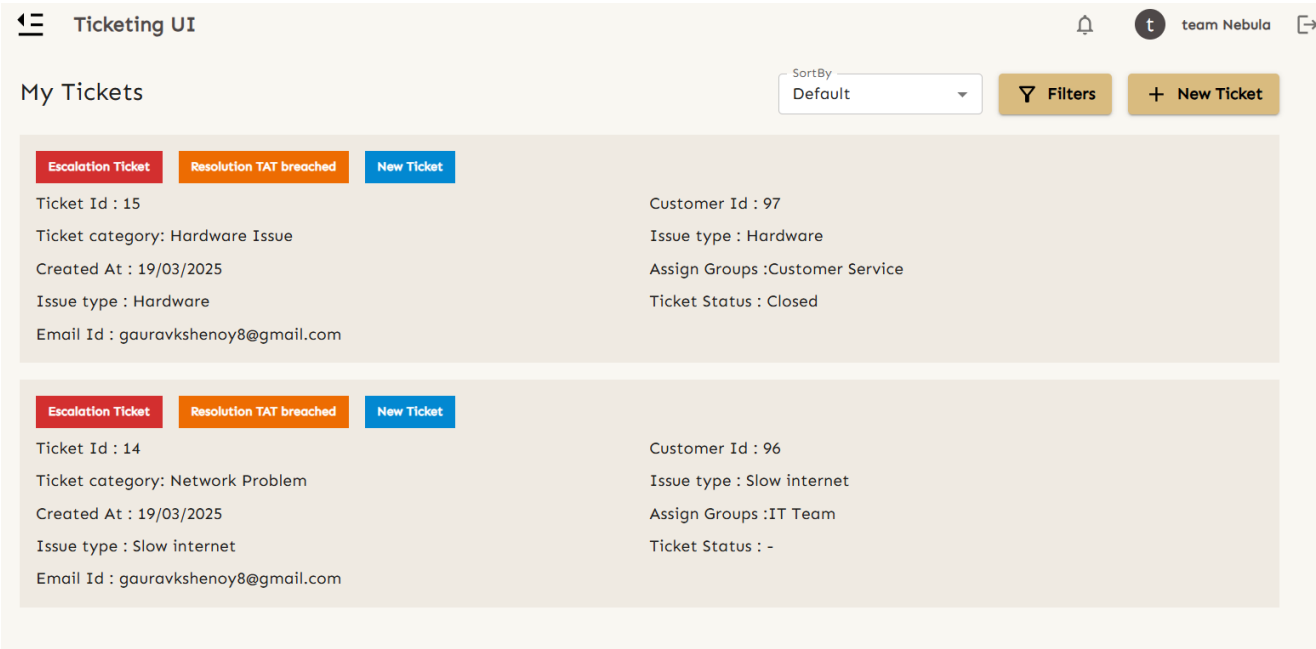 Ticketing UI
t team Nebula
My Tickets
SortBy
Default
Filters
+ New Ticket
Escalation Ticket Resolution TAT breached New Ticket
Ticket Id : 15 Customer Id : 97
Ticket category: Hardware Issue Issue type : Hardware
Created At : 19/03/2025 Assign Groups :Customer Service
Issue type : Hardware Ticket Status : Closed
Email Id : gauravkshenoy8@gmail.com
Escalation Ticket Resolution TAT breached New Ticket
Ticket Id : 14 Customer Id : 96
Ticket category: Network Problem Issue type : Slow internet
Created At : 19/03/2025 Assign Groups :IT Team
Issue type : Slow internet Ticket Status : -
Email Id : gauravkshenoy8@gmail.com